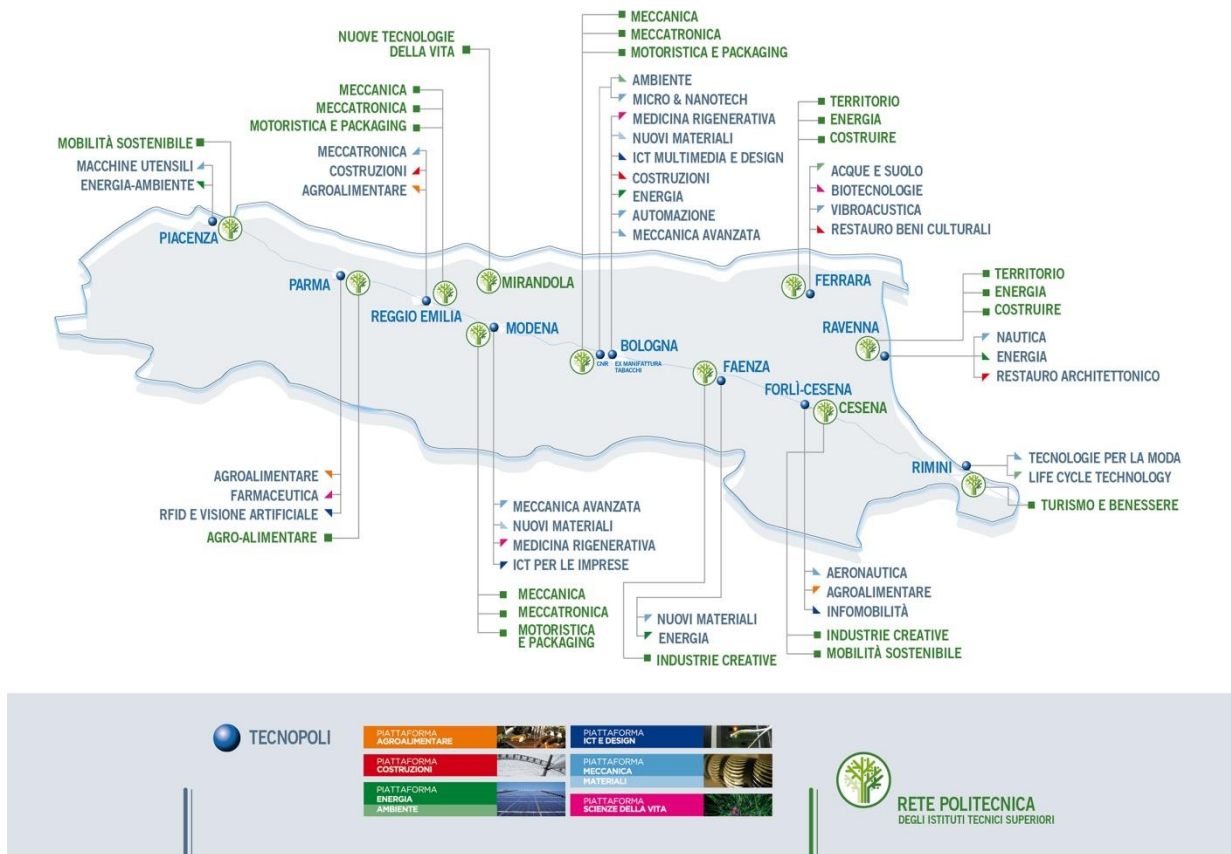 NUOVE TECNOLOGIE
DELLA VITA
MECCANICA
MECCATRONICA
MOTORISTICA E PACKAGING
MECCATRONICA
COSTRUZIONI
AGROALIMENTARE
MOBILITÀ SOSTENIBILE
MACCHINE UTENSILI
ENERGIA-AMBIENTE
MECCANICA
MECCATRONICA
MOTORISTICA E PACKAGING
AMBIENTE
MICRO & NANOTECH
MEDICINA RIGENERATIVA
NUOVI MATERIALI
ICT MULTIMEDIA E DESIGN
COSTRUZIONI
ENERGIA
AUTOMAZIONE
MECCANICA AVANZATA
TERRITORIO
ENERGIA
COSTRUIRE
ACQUE E SUOLO
BIOTECNOLOGIE
VIBROACUSTICA
RESTAURO BENI CULTURALI
PIACENZA
PARMA
REGGIO EMILIA
MIRANDOLA
MODENA
BOLOGNA
CNR
EX MANIFATTURA
TABACCHI
FERRARA
RAVENNA
FAENZA
FORLÌ-CESENA
CESENA
RIMINI
TERRITORIO
ENERGIA
COSTRUIRE
NAUTICA
ENERGIA
RESTAURO ARCHITETTONICO
TECNOLOGIE PER LA MODA
LIFE CYCLE TECHNOLOGY
TURISMO E BENESSERE
AGROALIMENTARE
FARMACEUTICA
RFID E VISIONE ARTIFICIALE
AGRO-ALIMENTARE
MECCANICA AVANZATA
NUOVI MATERIALI
MEDICINA RIGENERATIVA
ICT PER LE IMPRESE
MECCANICA
MECCATRONICA
MOTORISTICA
E PACKAGING
NUOVI MATERIALI
ENERGIA
INDUSTRIE CREATIVE
AERONAUTICA
AGROALIMENTARE
INFOMOBILITÀ
INDUSTRIE CREATIVE
MOBILITÀ SOSTENIBILE
TECNOPOLI
PIATTAFORMA
AGROALIMENTARE
PIATTAFORMA
COSTRUZIONI
PIATTAFORMA
ENERGIA
AMBIENTE
PIATTAFORMA
ICT E DESIGN
PIATTAFORMA
MECCANICA
MATERIALI
PIATTAFORMA
SCIENZE DELLA VITA
RETE POLITECNICA
DEGLI ISTITUTI TECNICI SUPERIORI